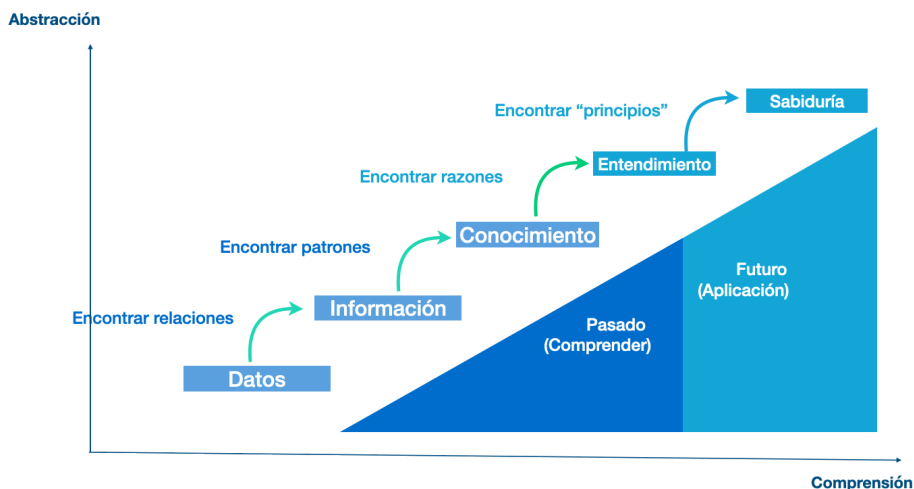 Abstracción
Sabiduría
Encontrar “principios”
Entendimiento
Encontrar razones
Conocimiento
Encontrar patrones
Futuro
(Aplicación)
Información
Encontrar relaciones
Pasado
(Comprender)
Datos
Comprensión